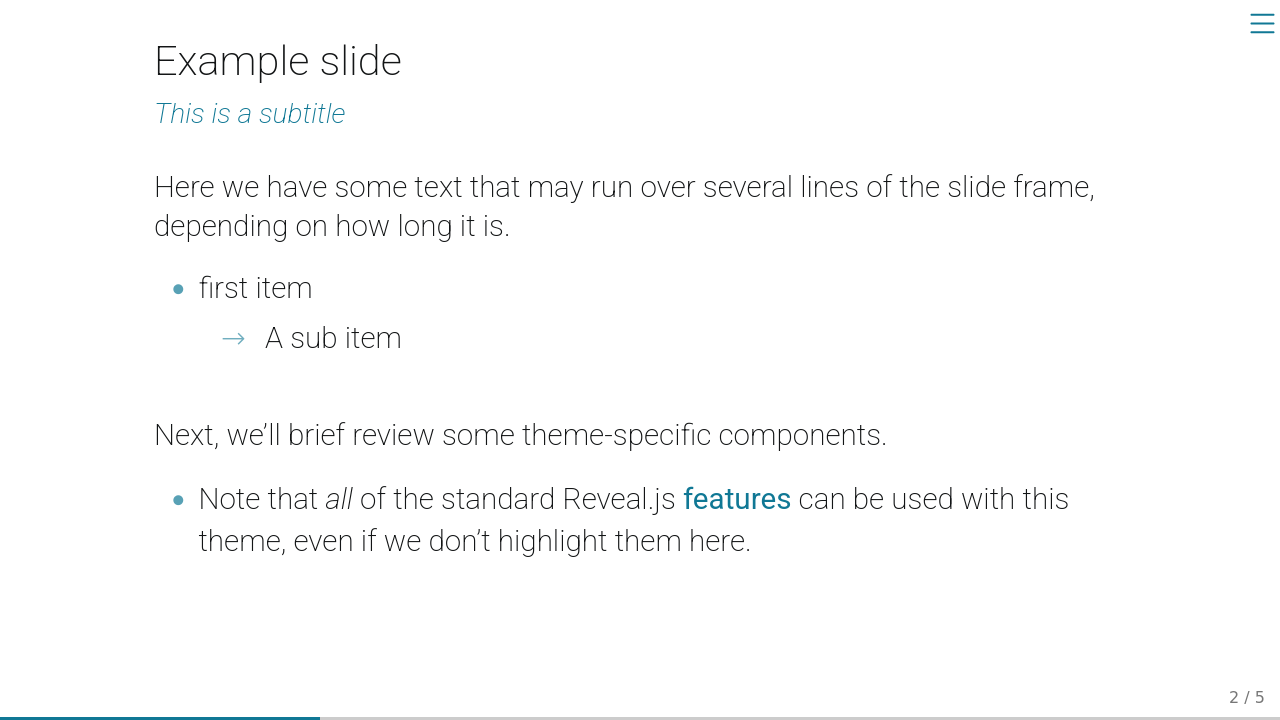 Example slide
This is a subtitle
Here we have some text that may run over several lines of the slide frame,
depending on how long it is.
• first item
→ A sub item
Next, we’ll brief review some theme-specific components.
• Note that all of the standard Reveal.js features can be used with this
theme, even if we don’t highlight them here.
2 / 5